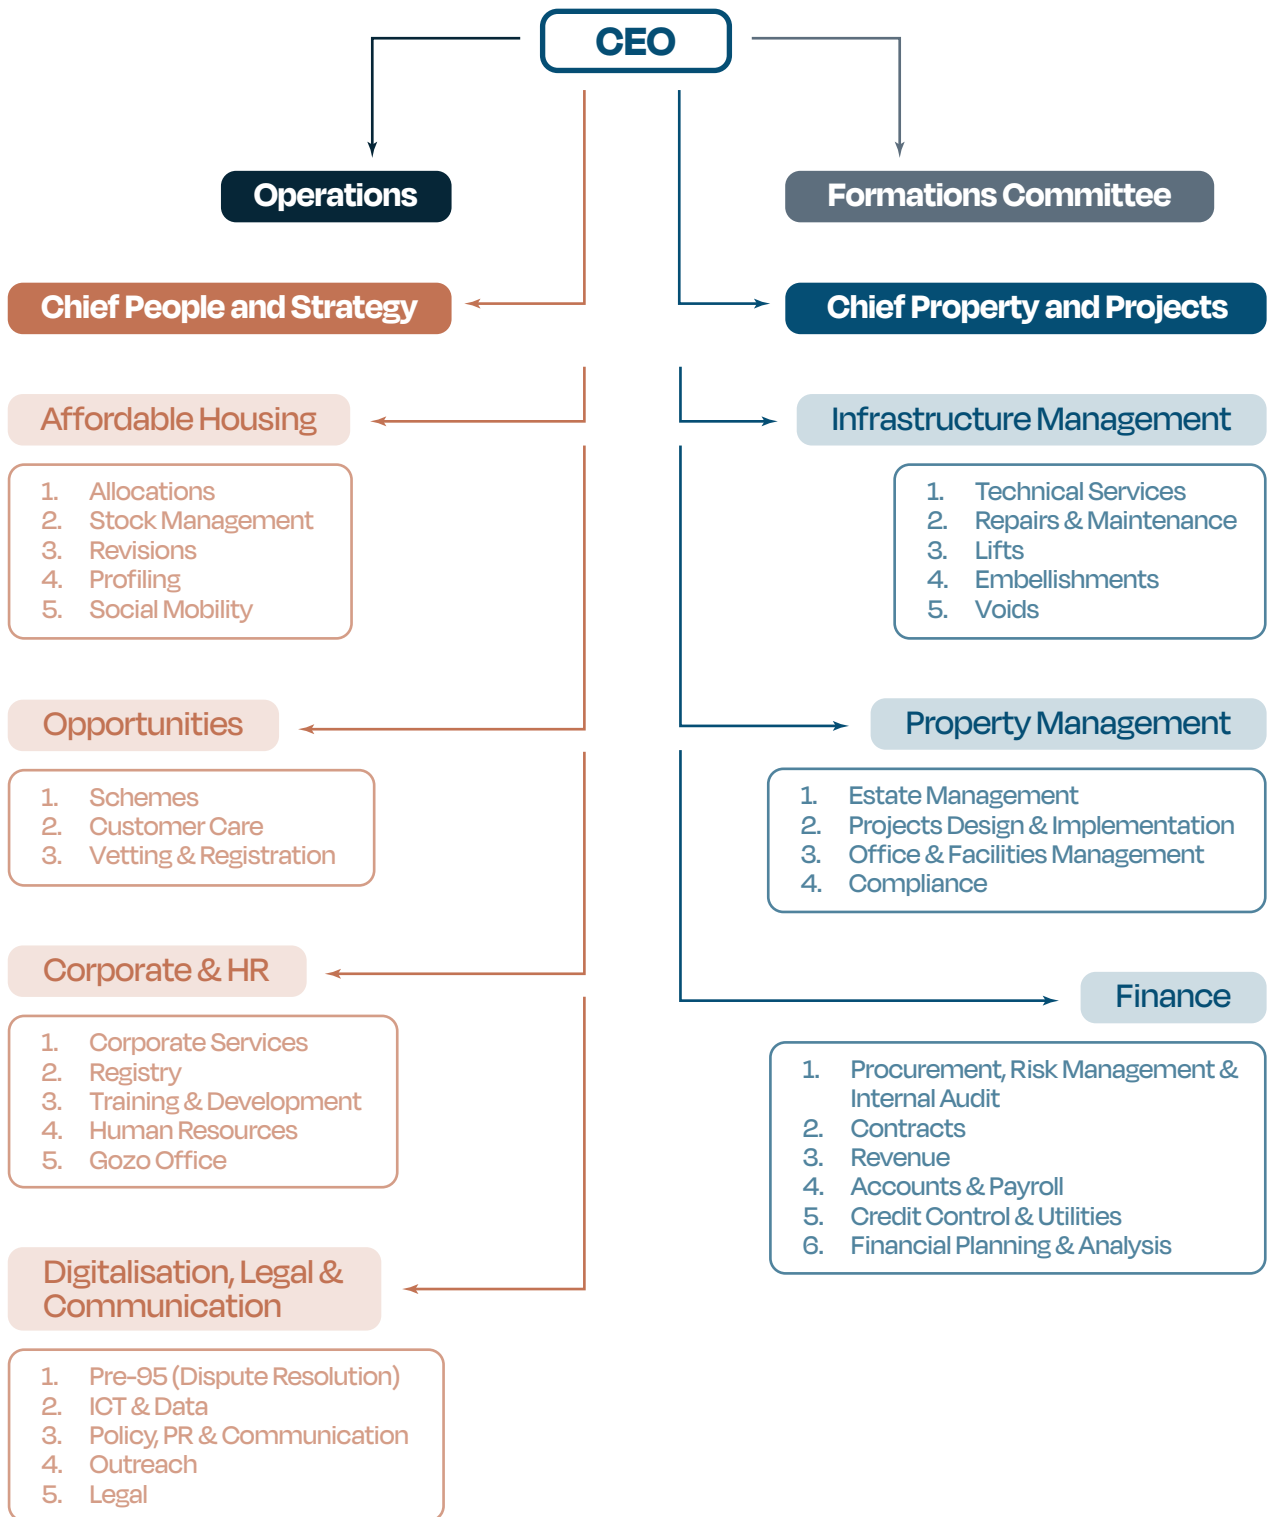 CEO
Operations
Formations Committee
Chief People and Strategy
Chief Property and Projects
Affordable Housing
1. Allocations
2. Stock Management
3. Revisions
4. Profiling
5. Social Mobility
Opportunities
1. Schemes
2. Customer Care
3. Vetting & Registration
Corporate & HR
1. Corporate Services
2. Registry
3. Training & Development
4. Human Resources
5. Gozo Office
Digitalisation, Legal &
Communication
1. Pre-95 (Dispute Resolution)
2. ICT & Data
3. Policy, PR & Communication
4. Outreach
5. Legal
Infrastructure Management
1. Technical Services
2. Repairs & Maintenance
3. Lifts
4. Embellishments
5. Voids
Property Management
1. Estate Management
2. Projects Design & Implementation
3. Office & Facilities Management
4. Compliance
Finance
1. Procurement, Risk Management &
Internal Audit
2. Contracts
3. Revenue
4. Accounts & Payroll
5. Credit Control & Utilities
6. Financial Planning & Analysis